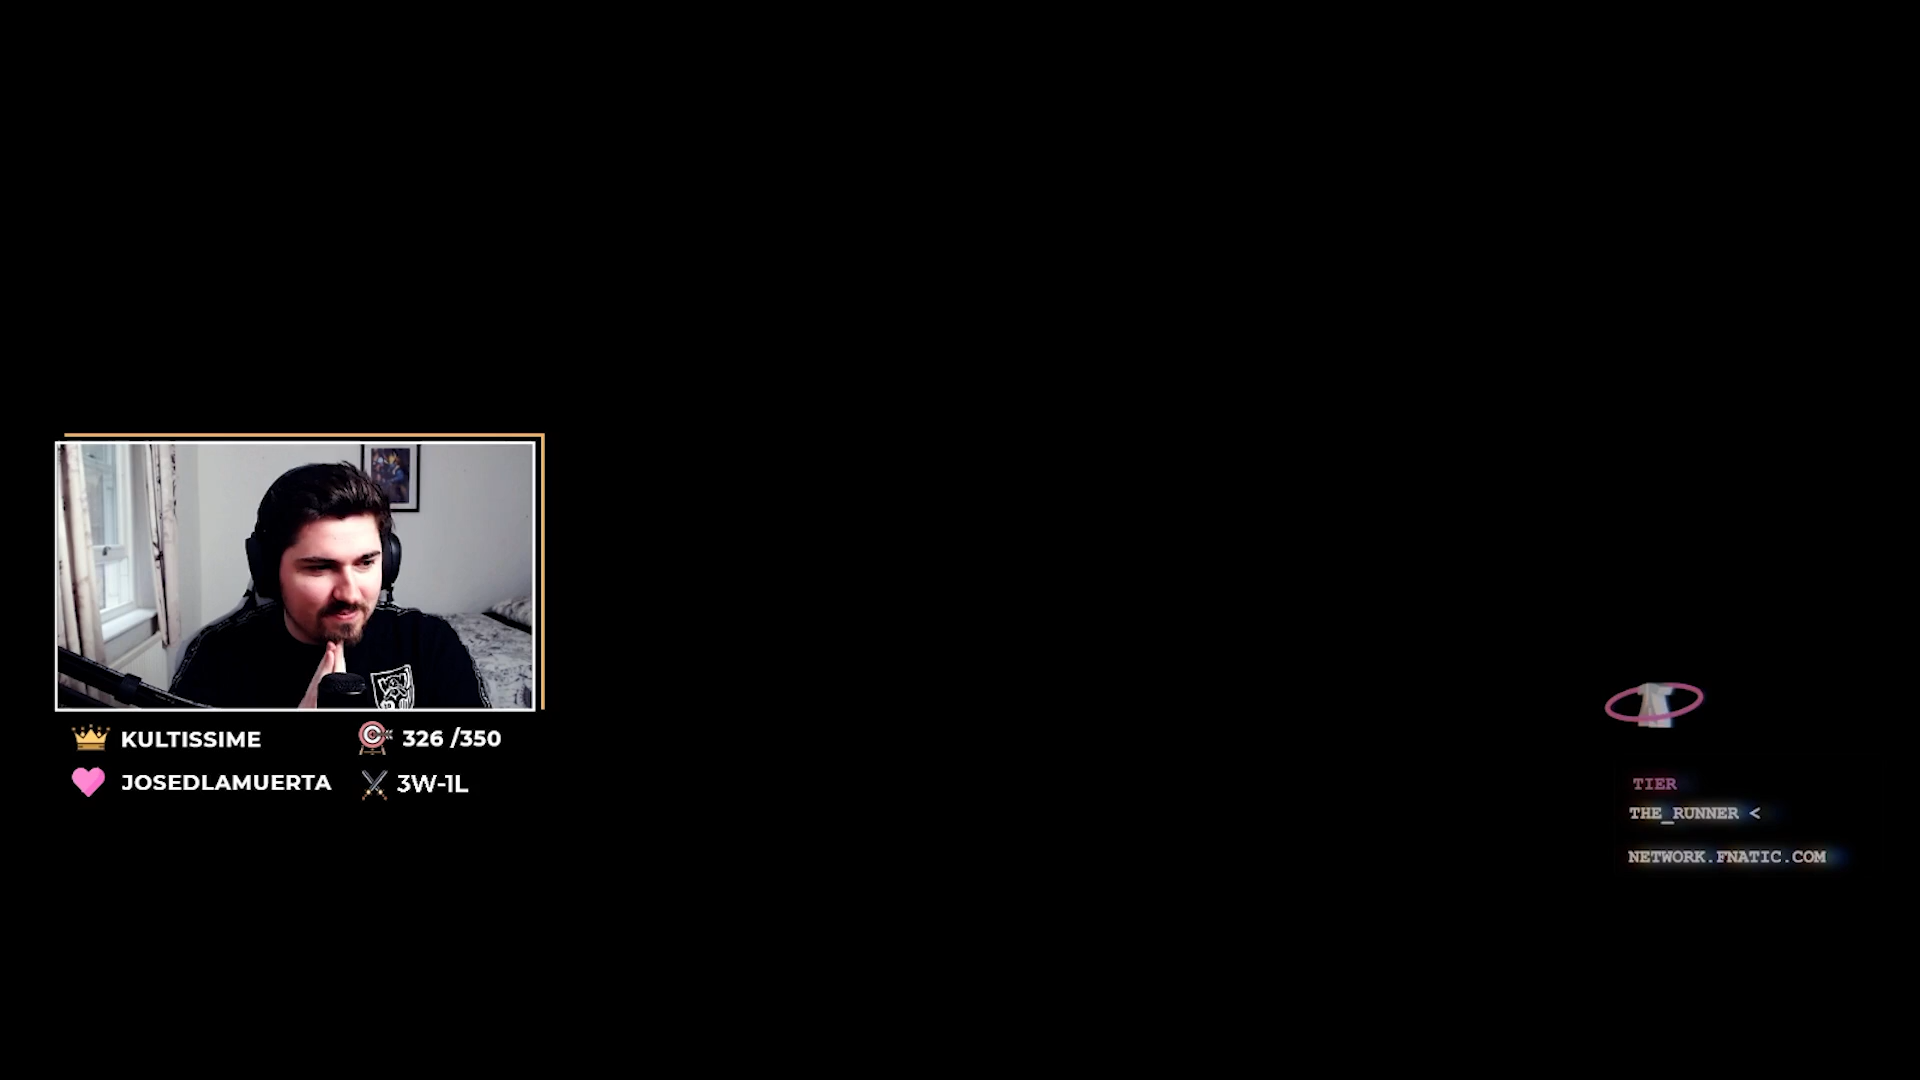 KULTISSIME
326 /350
JOSEDLAMUERTA
3W-1L
TIER
THE_RUNNER <
NETWORK.FNATIC.COM